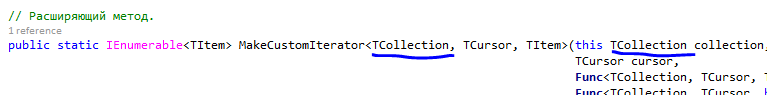 // Расширяющий метод.
1 reference
public static IEnumerable<TItem> MakeCustomIterator<TCollection, TCursor, TItem>(this TCollection collection,
TCursor cursor,
Func<TCollection, TCursor, T
Func<TCollection, TCursor, b